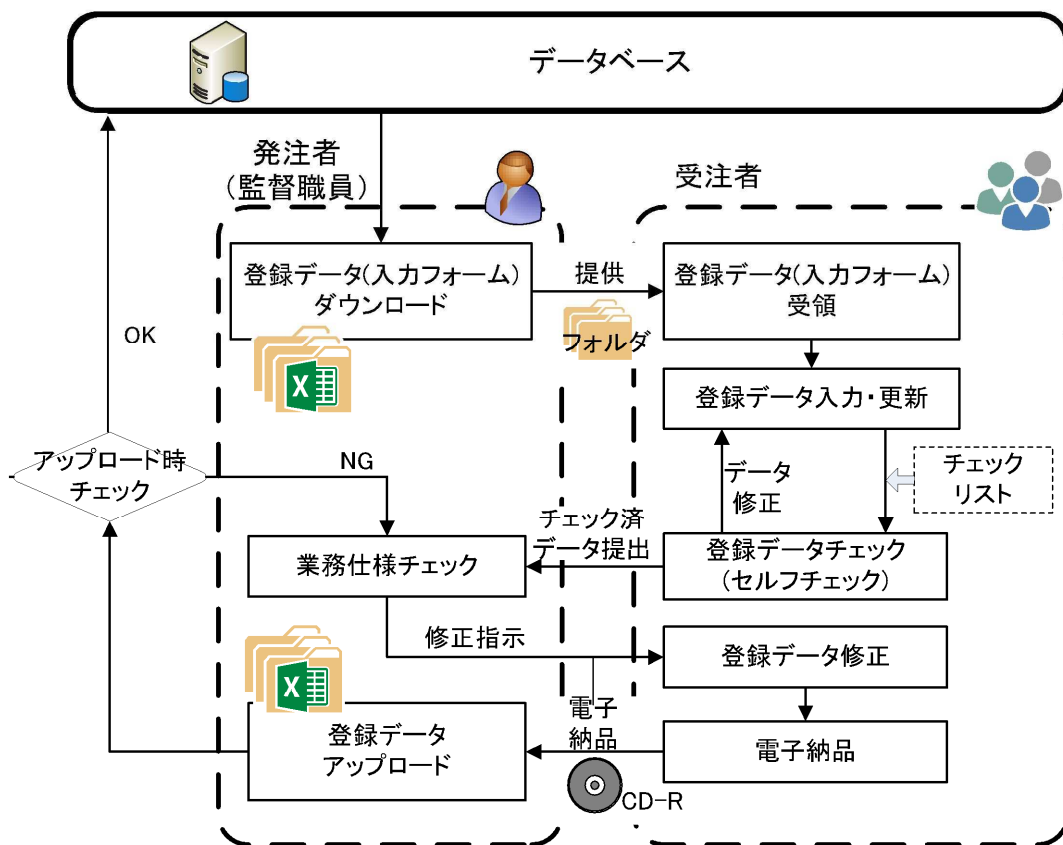 データベース
発注者
（監督職員）
受注者
登録データ（入力フォーム）
ダウンロード
提供
フォルダ
登録データ（入力フォーム）
受領
OK
登録データ入力・更新
アップロード時
チェック
NG
データ
修正
チェック
リスト
チェック済
データ提出
業務仕様チェック
登録データチェック
（セルフチェック）
修正指示
登録データ修正
電子
納品
登録データ
アップロード
電子納品
CD-R